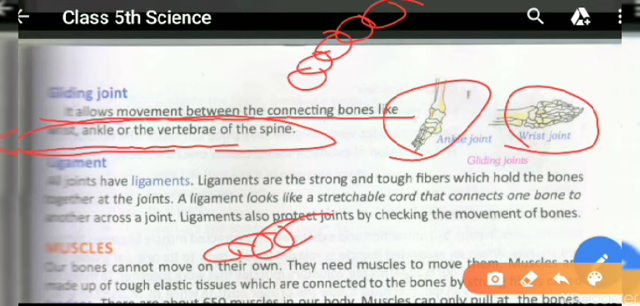 Class 5th Science
Gliding joint
It allows movement between the connecting bones like
wrist, ankle or the vertebrae of the spine.
Ankle joint
Wrist joint
Gliding joints
Ligament
All joints have ligaments. Ligaments are the strong and tough fibers which hold the bones
together at the joints. A ligament looks like a stretchable cord that connects one bone to
another across a joint. Ligaments also protect joints by checking the movement of bones.
MUSCLES
Our bones cannot move on their own. They need muscles to move them. Muscles are
made up of tough elastic tissues which are connected to the bones by
There are about 650 muscles in our body. Muscles can only pull at the bones.